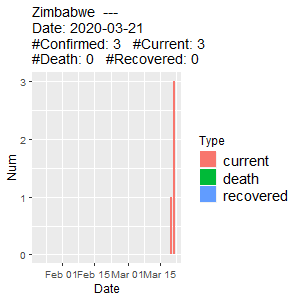 Zimbabwe  ---
Date: 2020-03-21
#Confirmed: 3   #Current: 3
#Death: 0   #Recovered: 0
3
2
1
0
Num
Feb 01 Feb 15 Mar 01 Mar 15
Date
Type
current
death
recovered